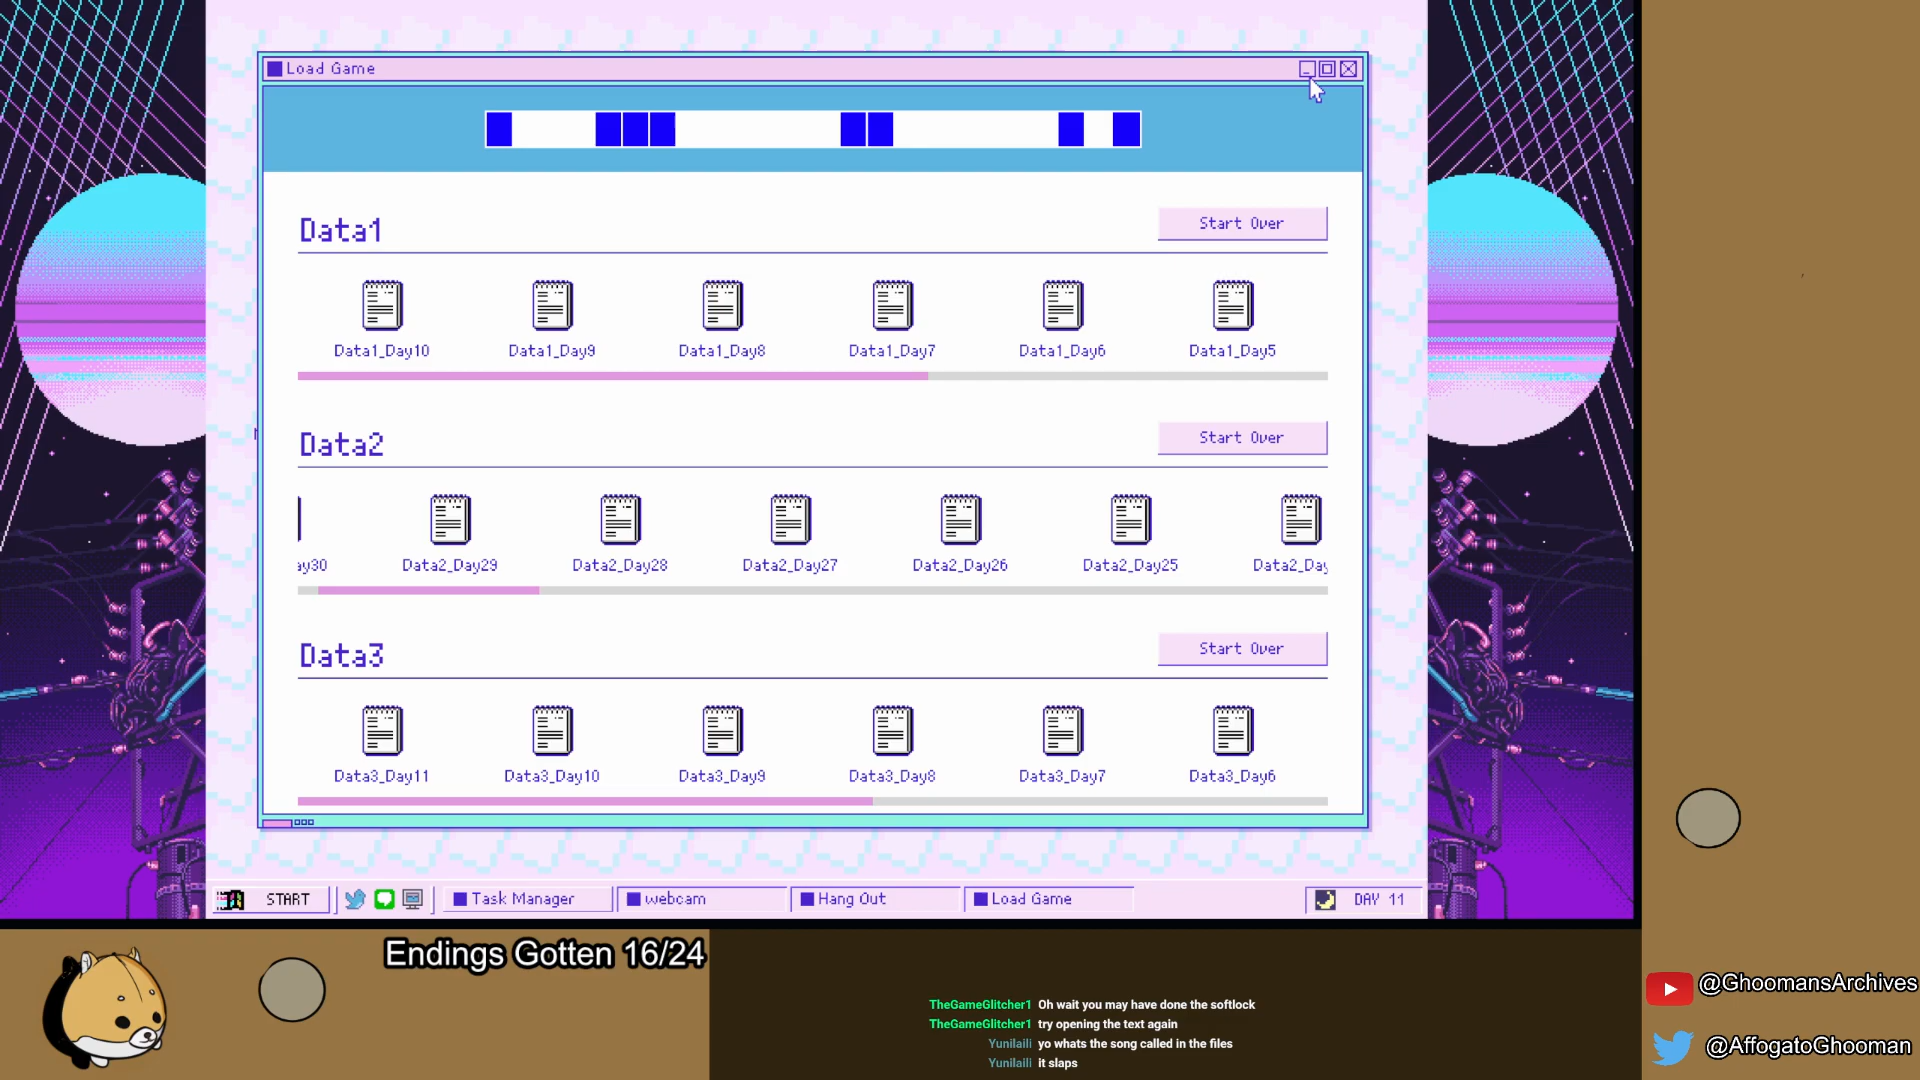 Load Game
Data1
Start Over
Data1_Day10 Data1_Day9 Data1_Day8 Data1_Day7 Data1_Day6 Data1_Day5
Data2
Start Over
ay30 Data2_Day29 Data2_Day28 Data2_Day27 Data2_Day26 Data2_Day25 Data2_Day
Data3
Start Over
Data3_Day11 Data3_Day10 Data3_Day9 Data3_Day8 Data3_Day7 Data3_Day6
START Task Manager webcam Hang Out Load Game DAY 11
Endings Gotten 16/24
TheGameGlitcher1 Oh wait you may have done the softlock
TheGameGlitcher1 try opening the text again
Yunilaili yo whats the song called in the files
Yunilaili it slaps
@GhoomansArchives
@AffogatoGhooman